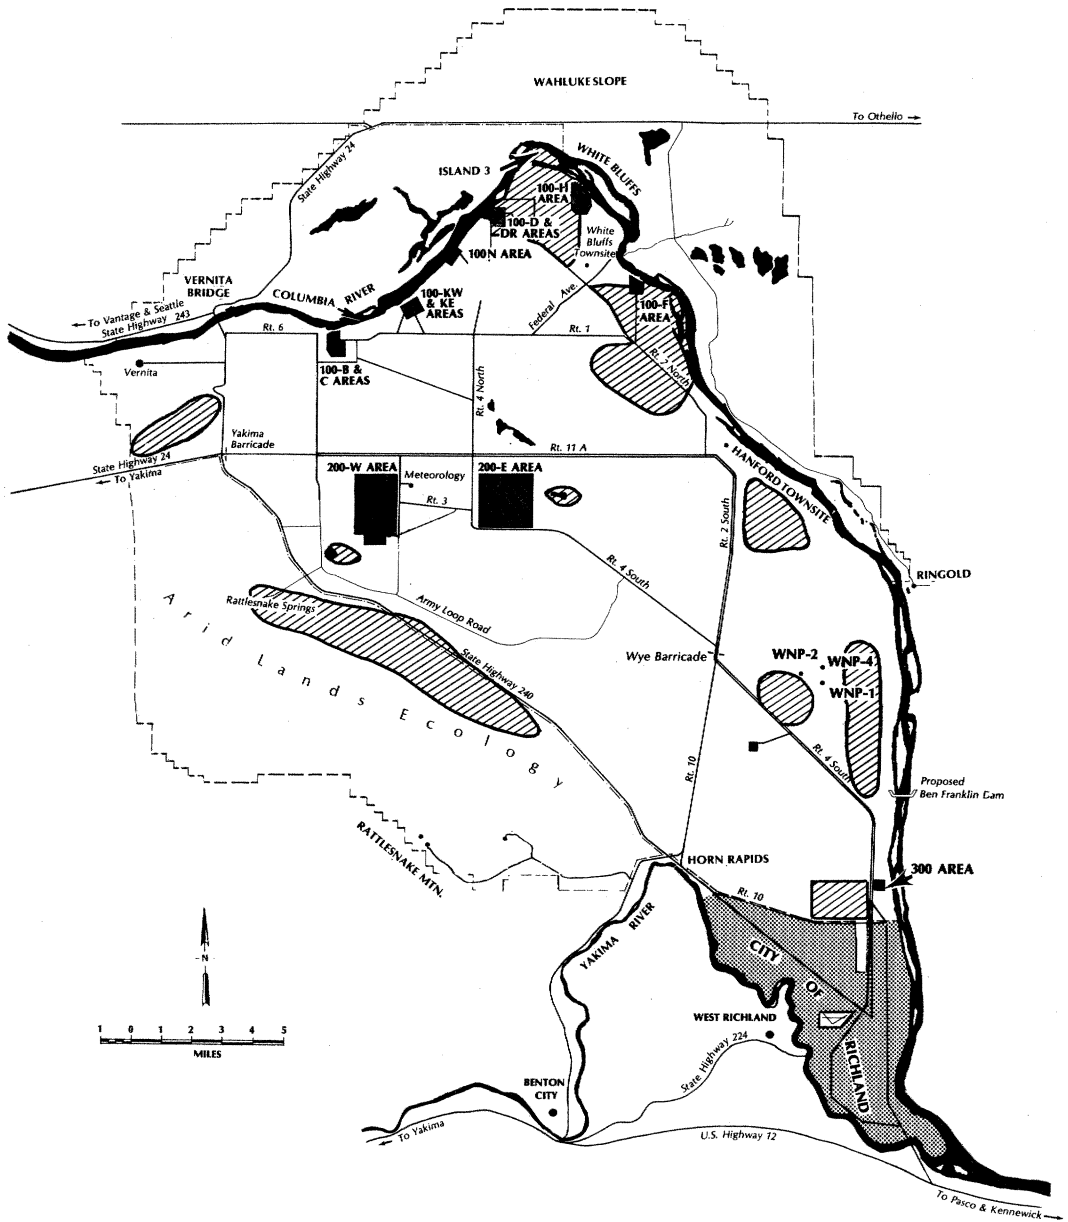 WAHLUKE SLOPE
To Othello
State Highway 24
ISLAND 3
WHITE BLUFFS
100-H
AREA
100-D &
DR AREAS
White
Bluffs
Townsite
100 N AREA
VERNITA
BRIDGE
COLUMBIA
RIVER
100-KW
& KE
AREAS
Federal Ave.
100-F
AREA
To Vantage & Seattle
State Highway 243
Rt. 6
Rt. 1
Vernita
100-B &
C AREAS
Rt. 2 North
Rt. 4 North
Yakima
Barricade
Rt. 11 A
State Highway 24
To Yakima
HANFORD TOWNSITE
200-W AREA
Meteorology
200-E AREA
Rt. 3
Rt. 2 South
Rt. 4 South
RINGOLD
Rattlesnake Springs
Army Loop Road
Arid Lands Ecology
State Highway 240
Wye Barricade
WNP-2
WNP-4
WNP-1
Rt. 4 South
Rt. 10
Proposed
Ben Franklin Dam
RATTLESNAKE MTN.
HORN RAPIDS
300 AREA
Rt. 10
N
YAKIMA RIVER
CITY
OF
RICHLAND
WEST RICHLAND
1 0 1 2 3 4 5
MILES
State Highway 224
BENTON
CITY
To Yakima
U.S. Highway 12
To Pasco & Kennewick